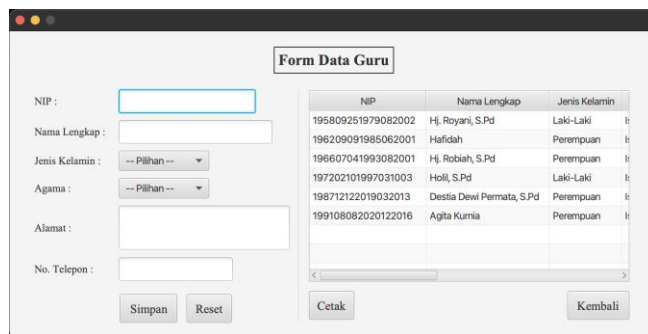 Form Data Guru
NIP :
Nama Lengkap :
Jenis Kelamin : -- Pilihan --
Agama : -- Pilihan --
Alamat :
No. Telepon :
Simpan Reset
NIP Nama Lengkap Jenis Kelamin
195809251979082002 Hj. Royani, S.Pd Laki-Laki
196209091985062001 Hafidah Perempuan
196607041993082001 Hj. Robiah, S.Pd Perempuan
197202101997031003 Holil, S.Pd Laki-Laki
198712122019032013 Destia Dewi Permata, S.Pd Perempuan
199108082020122016 Agita Kurnia Perempuan
Cetak Kembali